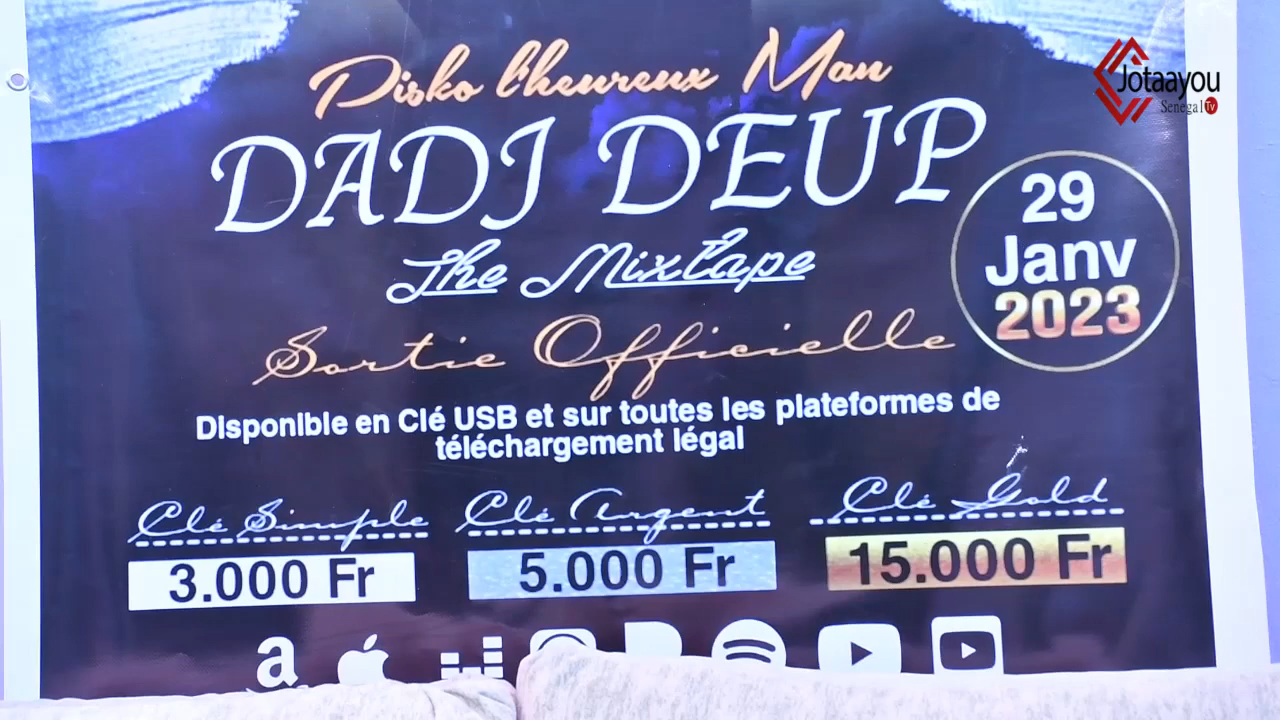 Jotaayou
Senegal Tv
Pisko l'heureux Man
DADJ DEUP
The Mixtape
29
Janv
2023
Sortie Officielle
Disponible en Clé USB et sur toutes les plateformes de
téléchargement légal
Clé Simple
Clé Argent
Clé Gold
3.000 Fr
5.000 Fr
15.000 Fr
a